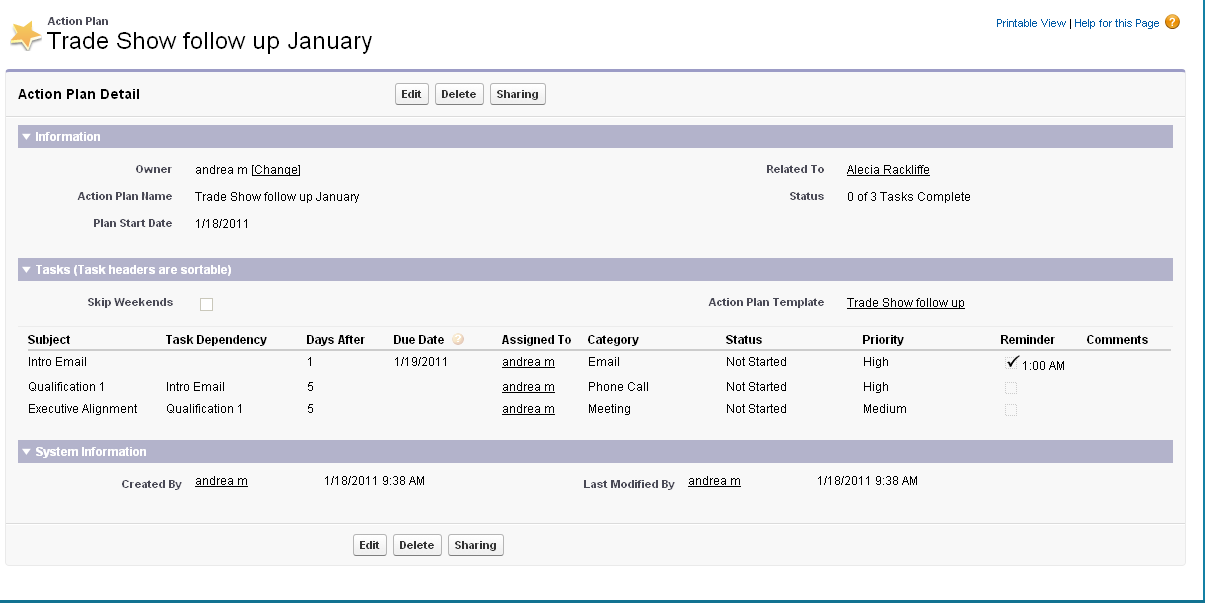 Action Plan
Trade Show follow up January
Printable View | Help for this Page ?
Action Plan Detail Edit Delete Sharing
Information
Owner andrea m [Change] Related To Alecia Rackliffe
Action Plan Name Trade Show follow up January Status 0 of 3 Tasks Complete
Plan Start Date 1/18/2011
Tasks (Task headers are sortable)
Skip Weekends Action Plan Template Trade Show follow up
Subject Task Dependency Days After Due Date Assigned To Category Status Priority Reminder Comments
Intro Email 1 1/19/2011 andrea m Email Not Started High 1:00 AM
Qualification 1 Intro Email 5 andrea m Phone Call Not Started High
Executive Alignment Qualification 1 5 andrea m Meeting Not Started Medium
System Information
Created By andrea m 1/18/2011 9:38 AM Last Modified By andrea m 1/18/2011 9:38 AM
Edit Delete Sharing